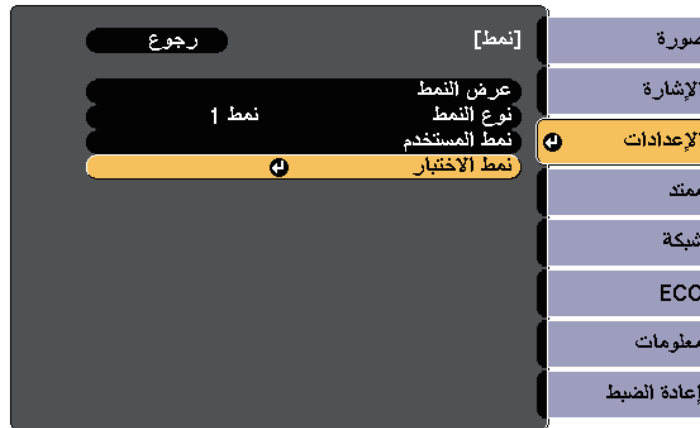 صورة
الإشارة
الإعدادات
ممتد
شبكة
ECO
معلومات
إعادة الضبط
[نمط] رجوع
عرض النمط
نوع النمط نمط 1
نمط المستخدم
نمط الاختبار